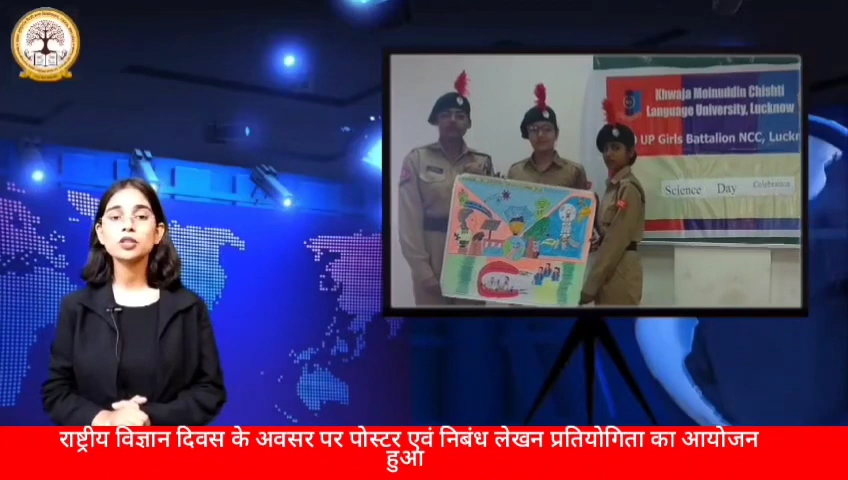 Khwaja Moinuddin Chishti
Language University, Lucknow
UP Girls Battalion NCC, Luckn
Science Day Celebration
राष्ट्रीय विज्ञान दिवस के अवसर पर पोस्टर एवं निबंध लेखन प्रतियोगिता का आयोजन
हुआ